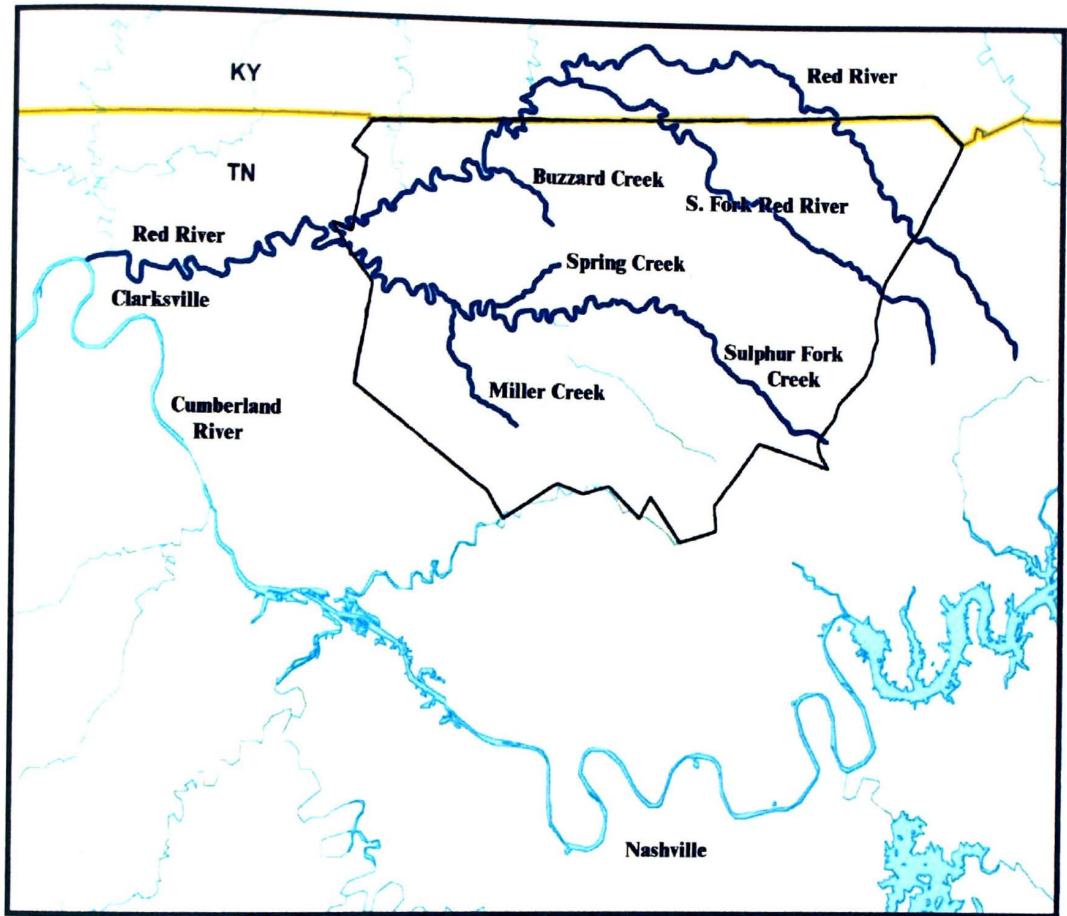 KY
Red River
TN
Buzzard Creek
S. Fork Red River
Red River
Spring Creek
Clarksville
Sulphur Fork
Creek
Miller Creek
Cumberland
River
Nashville